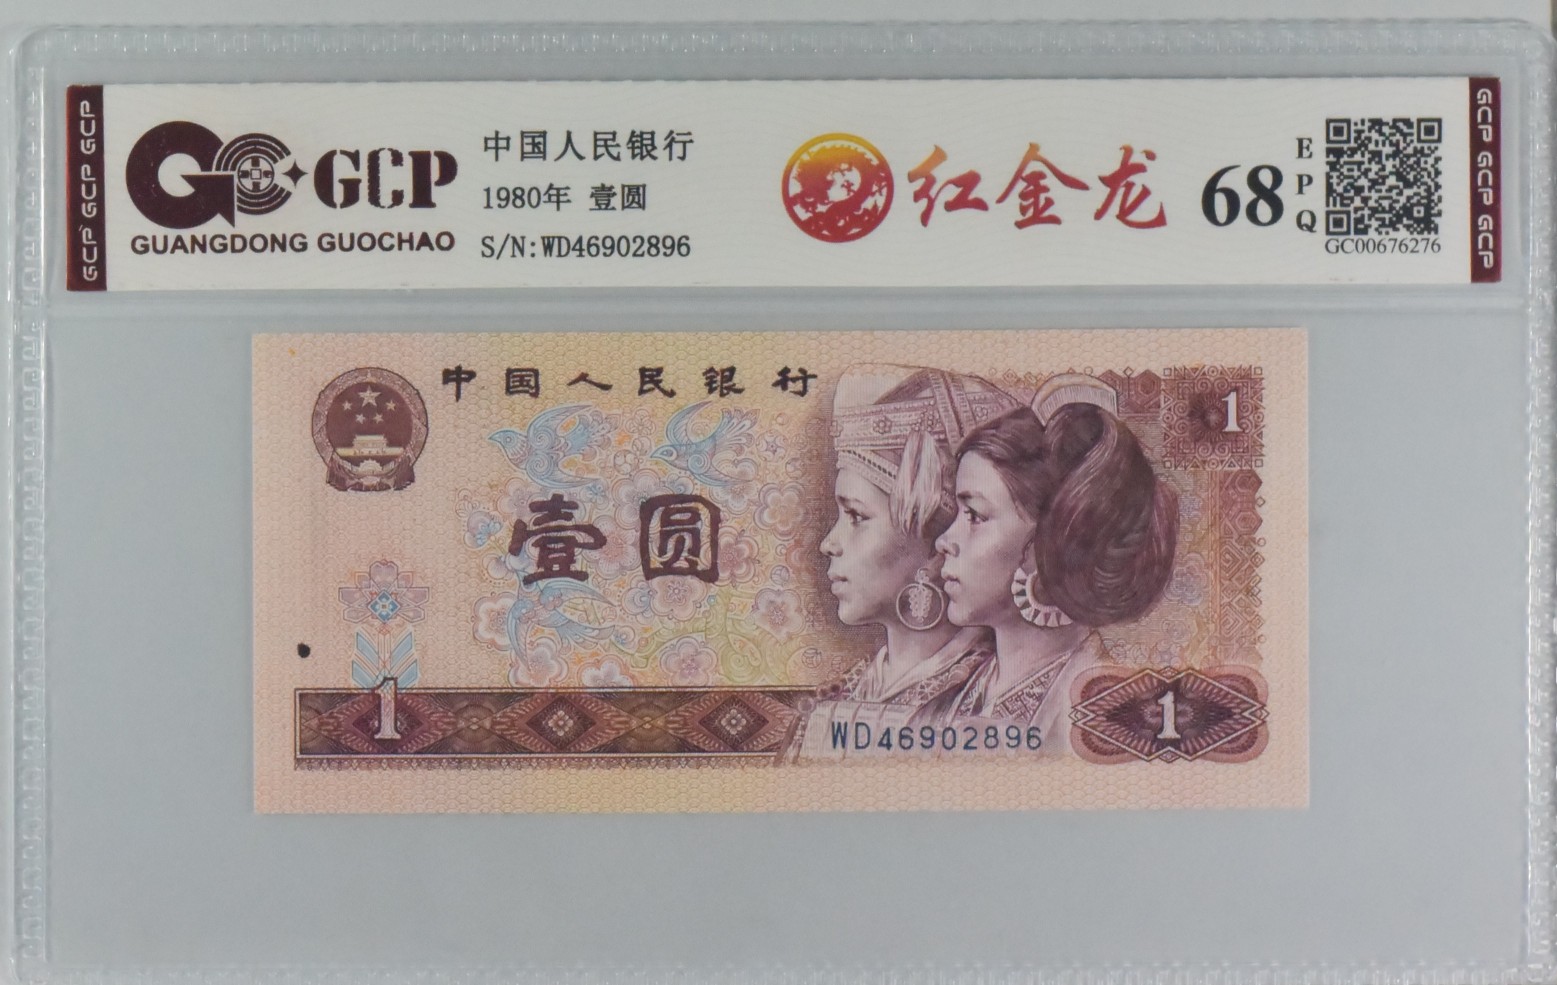 GCP GCP GCP
GCP
GUANGDONG GUOCHAO
中国人民银行
1980年 壹圆
S/N:WD46902896
红金龙
68
EPQ
GC00676276
GCP GCP GCP
中国人民银行
1
壹圆
1
WD46902896
1